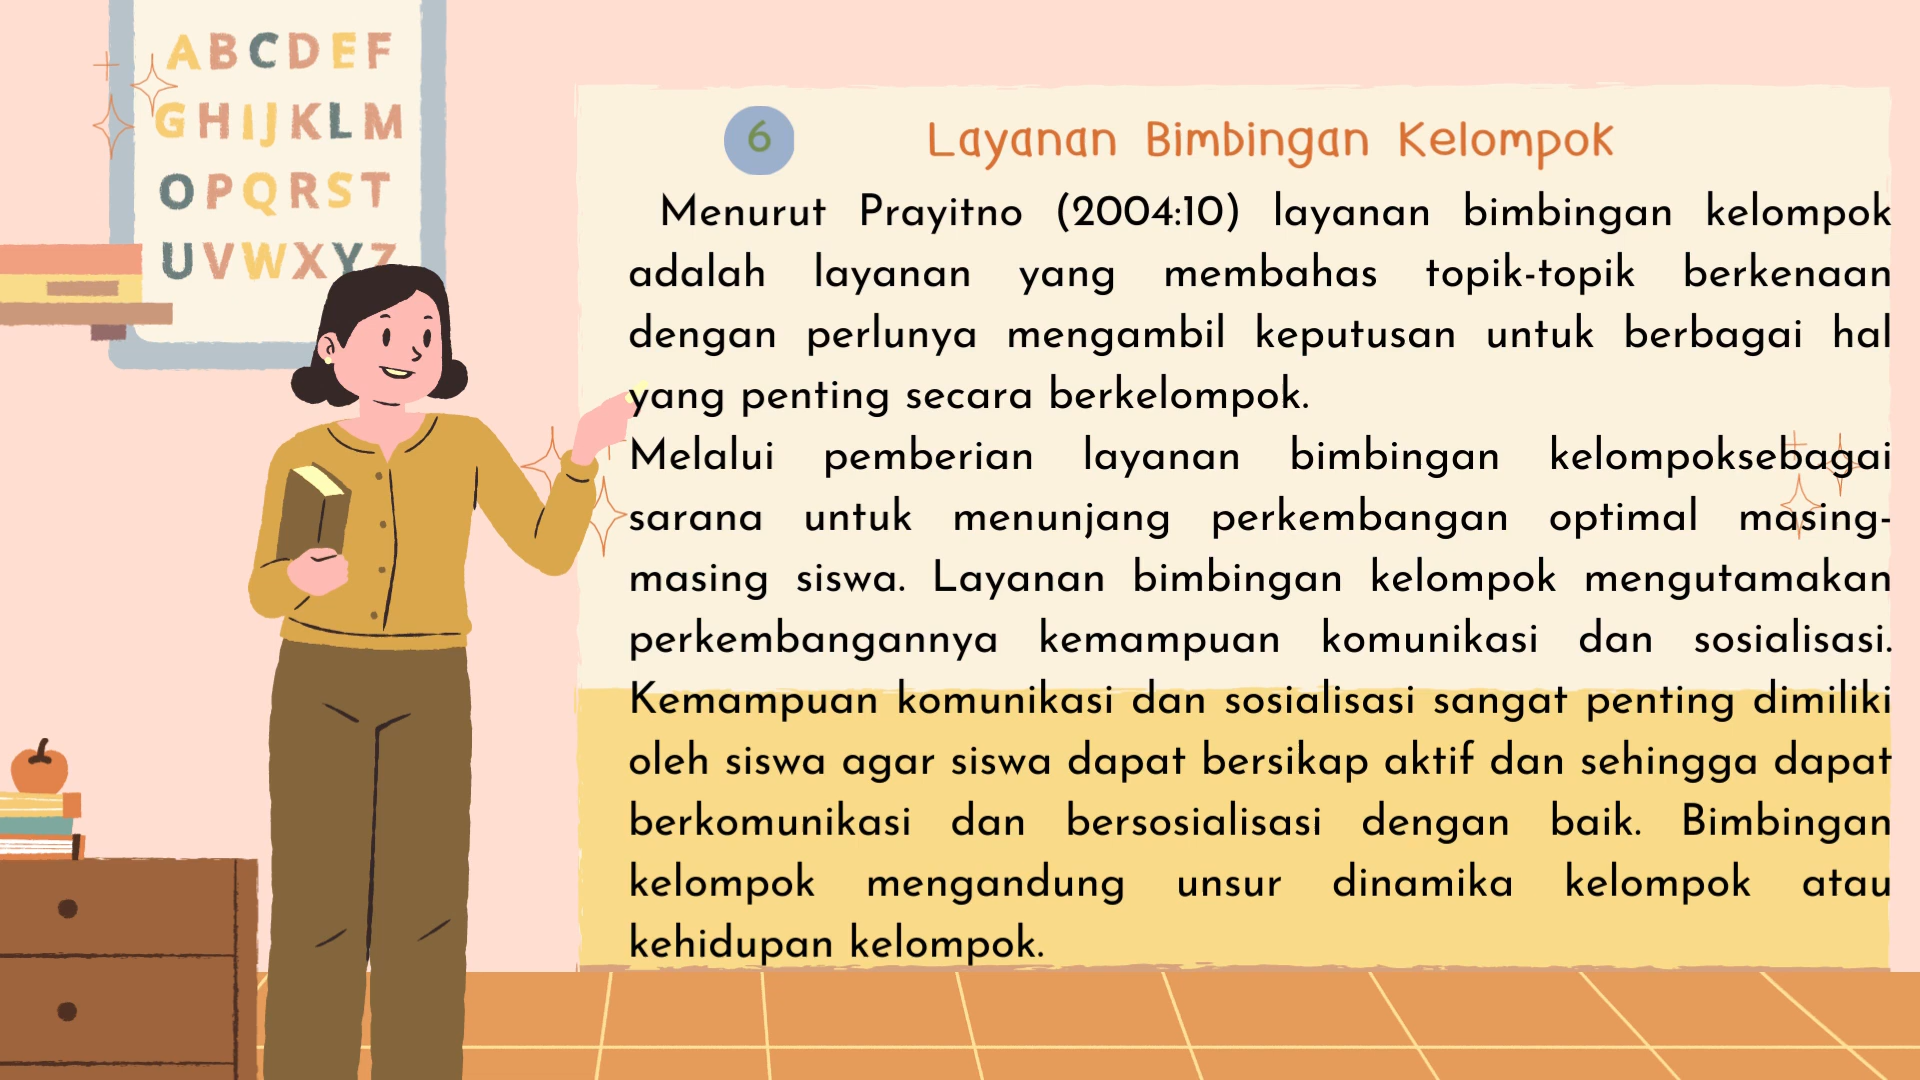 ABCDEF
GHIJKLM
OPQRST
UVWXYZ
6 Layanan Bimbingan Kelompok
Menurut Prayitno (2004:10) layanan bimbingan kelompok
adalah layanan yang membahas topik-topik berkenaan
dengan perlunya mengambil keputusan untuk berbagai hal
yang penting secara berkelompok.
Melalui pemberian layanan bimbingan kelompoksebagai
sarana untuk menunjang perkembangan optimal masing-
masing siswa. Layanan bimbingan kelompok mengutamakan
perkembangannya kemampuan komunikasi dan sosialisasi.
Kemampuan komunikasi dan sosialisasi sangat penting dimiliki
oleh siswa agar siswa dapat bersikap aktif dan sehingga dapat
berkomunikasi dan bersosialisasi dengan baik. Bimbingan
kelompok mengandung unsur dinamika kelompok atau
kehidupan kelompok.